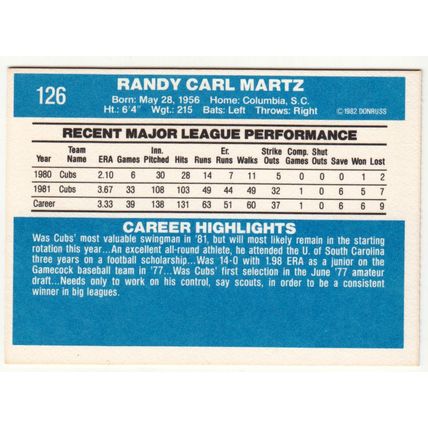 126
RANDY CARL MARTZ
Born: May 28, 1956 Home: Columbia, S.C.
Ht.: 6'4" Wgt.: 215 Bats: Left Throws: Right
© 1982 DONRUSS
RECENT MAJOR LEAGUE PERFORMANCE
Year Team Name ERA Games Inn. Pitched Hits Runs Er. Runs Walks Strike Outs Comp. Games Shut Outs Save Won Lost
1980 Cubs 2.10 6 30 28 14 7 11 5 0 0 0 1 2
1981 Cubs 3.67 33 108 103 49 44 49 32 1 0 6 5 7
Career 3.33 39 138 131 63 51 60 37 1 0 6 6 9
CAREER HIGHLIGHTS
Was Cubs' most valuable swingman in '81, but will most likely remain in the starting
rotation this year...An excellent all-round athlete, he attended the U. of South Carolina
three years on a football scholarship...Was 14-0 with 1.98 ERA as a junior on the
Gamecock baseball team in '77...Was Cubs' first selection in the June '77 amateur
draft...Needs only to work on his control, say scouts, in order to be a consistent
winner in big leagues.